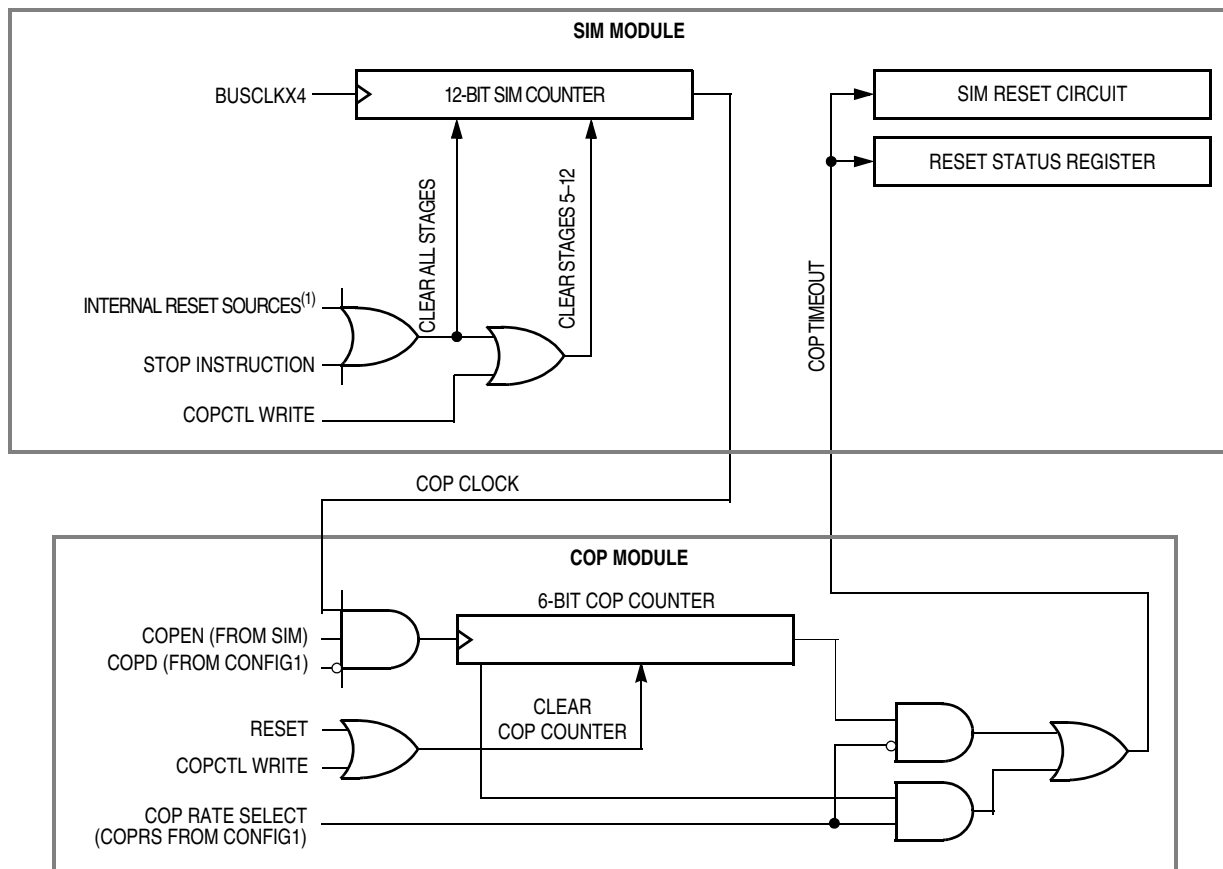 SIM MODULE
BUSCLKX4
12-BIT SIM COUNTER
SIM RESET CIRCUIT
RESET STATUS REGISTER
CLEAR ALL STAGES
CLEAR STAGES 5–12
COP TIMEOUT
INTERNAL RESET SOURCES(1)
STOP INSTRUCTION
COPCTL WRITE
COP CLOCK
COP MODULE
6-BIT COP COUNTER
COPEN (FROM SIM)
COPD (FROM CONFIG1)
CLEAR
COP COUNTER
RESET
COPCTL WRITE
COP RATE SELECT
(COPRS FROM CONFIG1)